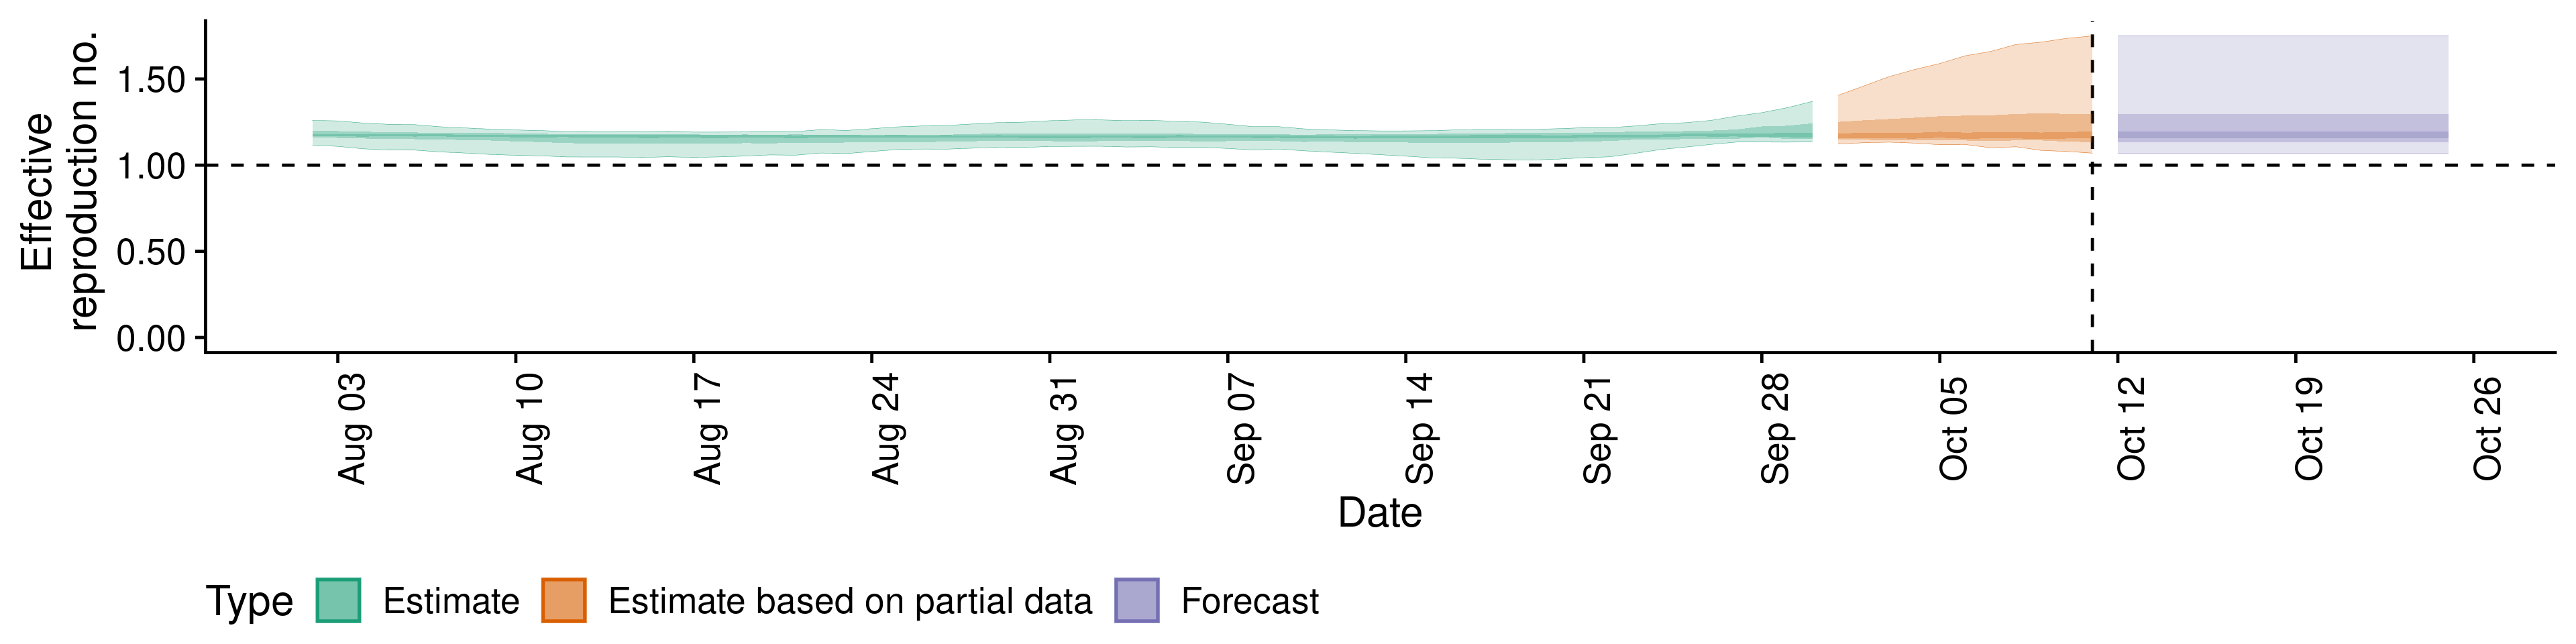 Effective
reproduction no.
1.50
1.00
0.50
0.00
Aug 03
Aug 10
Aug 17
Aug 24
Aug 31
Sep 07
Sep 14
Sep 21
Sep 28
Oct 05
Oct 12
Oct 19
Oct 26
Date
Type Estimate Estimate based on partial data Forecast